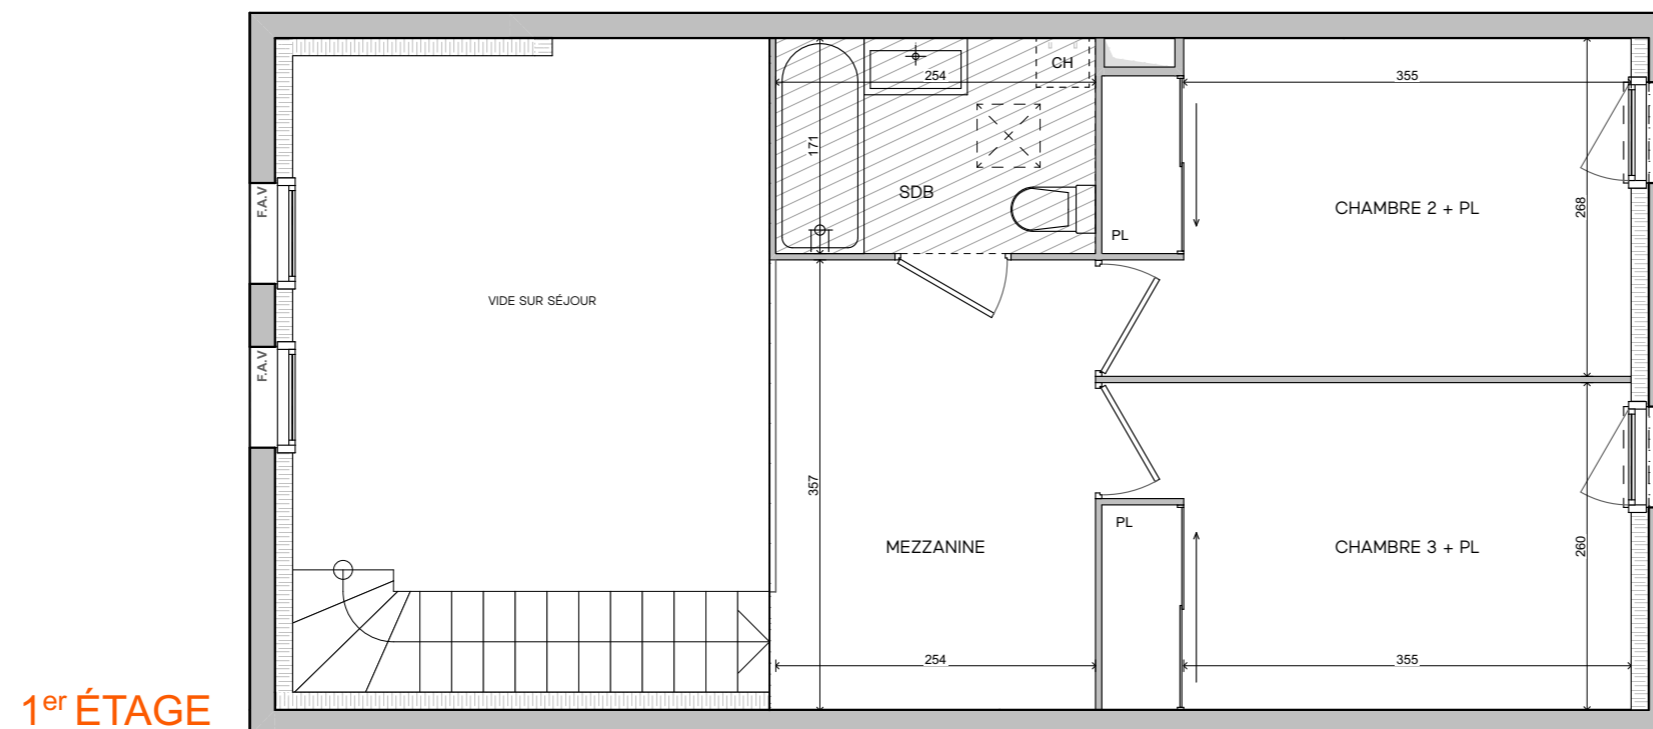 CH
254
355
171
F.A.V
SDB
CHAMBRE 2 + PL
268
PL
VIDE SUR SÉJOUR
F.A.V
357
PL
MEZZANINE
CHAMBRE 3 + PL
260
254
355
1er ÉTAGE